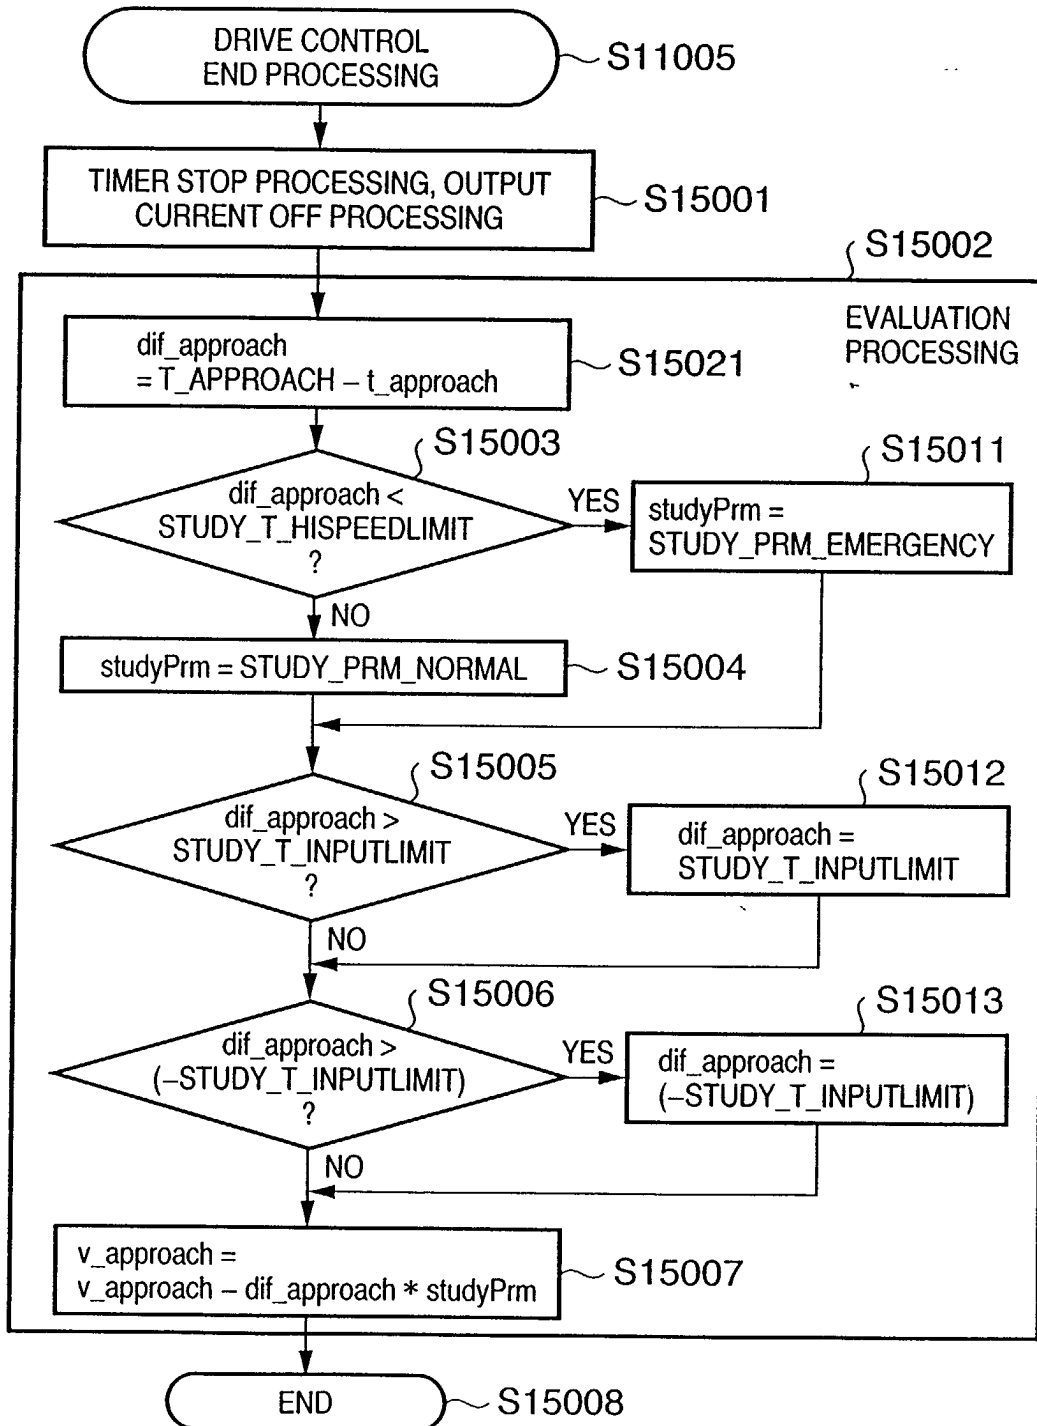 DRIVE CONTROL
END PROCESSING
S11005
TIMER STOP PROCESSING, OUTPUT
CURRENT OFF PROCESSING
S15001
S15002
EVALUATION
PROCESSING
dif_approach
= T_APPROACH – t_approach
S15021
S15003
dif_approach <
STUDY_T_HISPEEDLIMIT
?
YES
S15011
studyPrm =
STUDY_PRM_EMERGENCY
NO
studyPrm = STUDY_PRM_NORMAL
S15004
S15005
dif_approach >
STUDY_T_INPUTLIMIT
?
YES
S15012
dif_approach =
STUDY_T_INPUTLIMIT
NO
S15006
dif_approach >
(–STUDY_T_INPUTLIMIT)
?
YES
S15013
dif_approach =
(–STUDY_T_INPUTLIMIT)
NO
v_approach =
v_approach – dif_approach * studyPrm
S15007
END
S15008